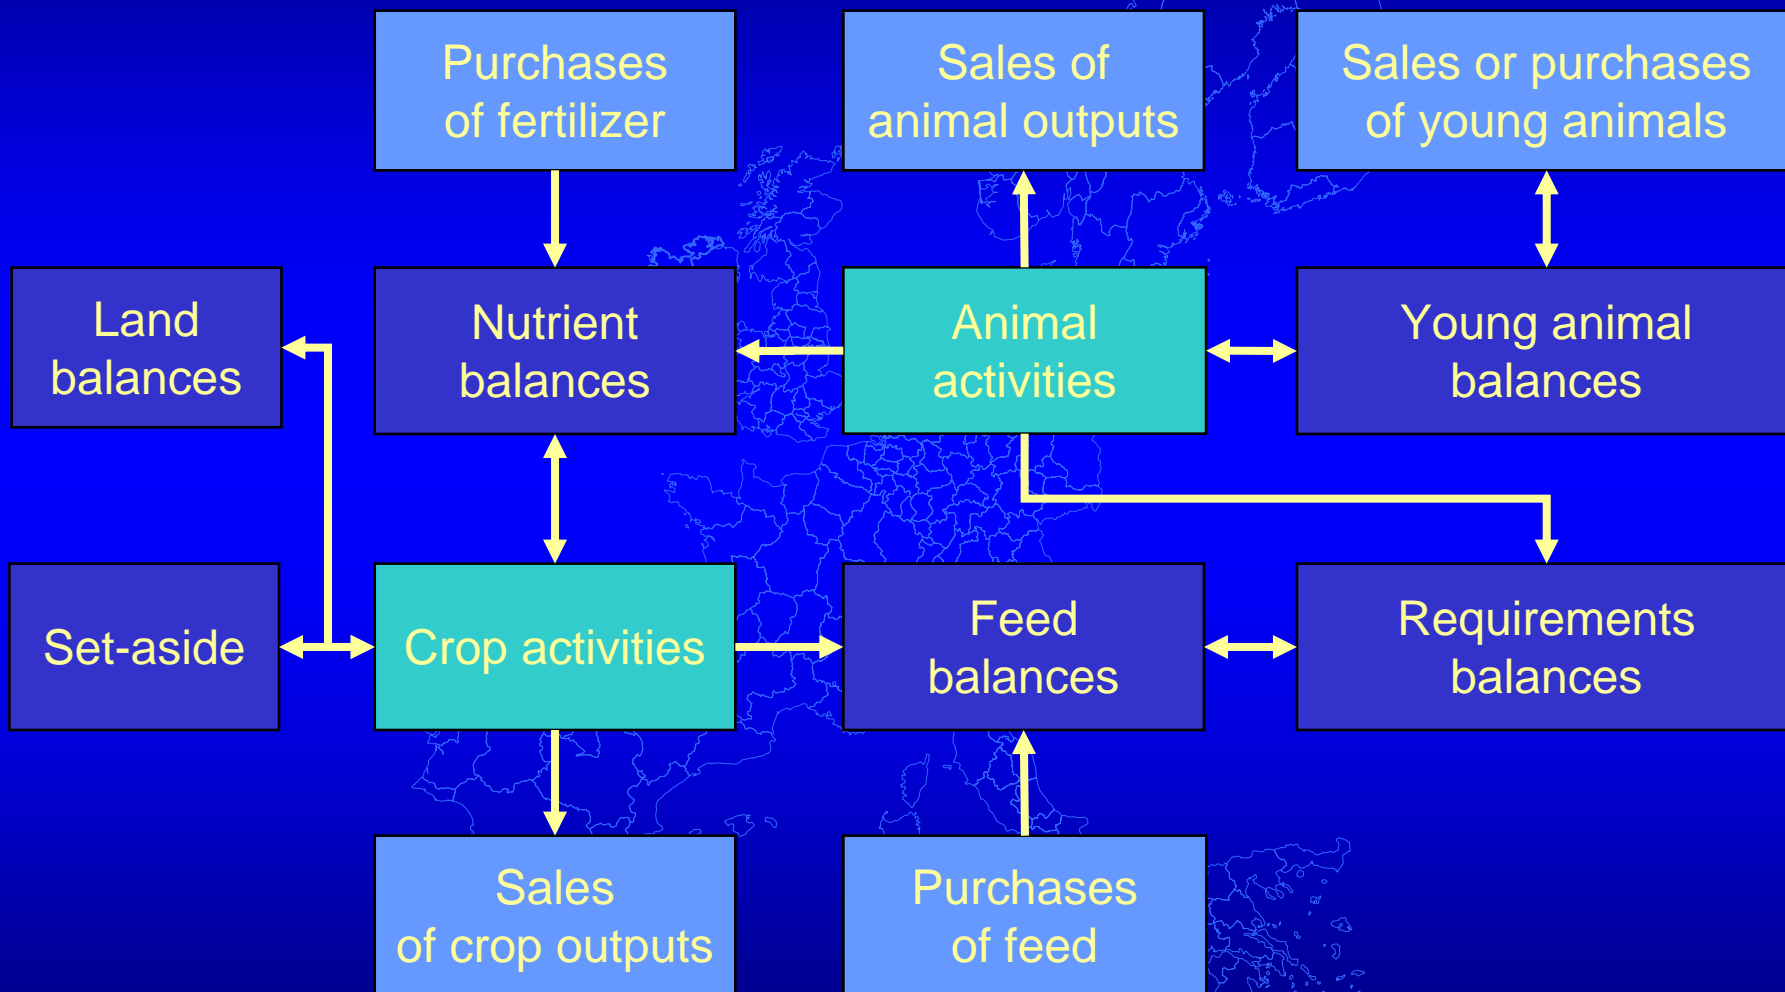 Purchases
of fertilizer
Sales of
animal outputs
Sales or purchases
of young animals
Land
balances
Nutrient
balances
Animal
activities
Young animal
balances
Set-aside
Crop activities
Feed
balances
Requirements
balances
Sales
of crop outputs
Purchases
of feed